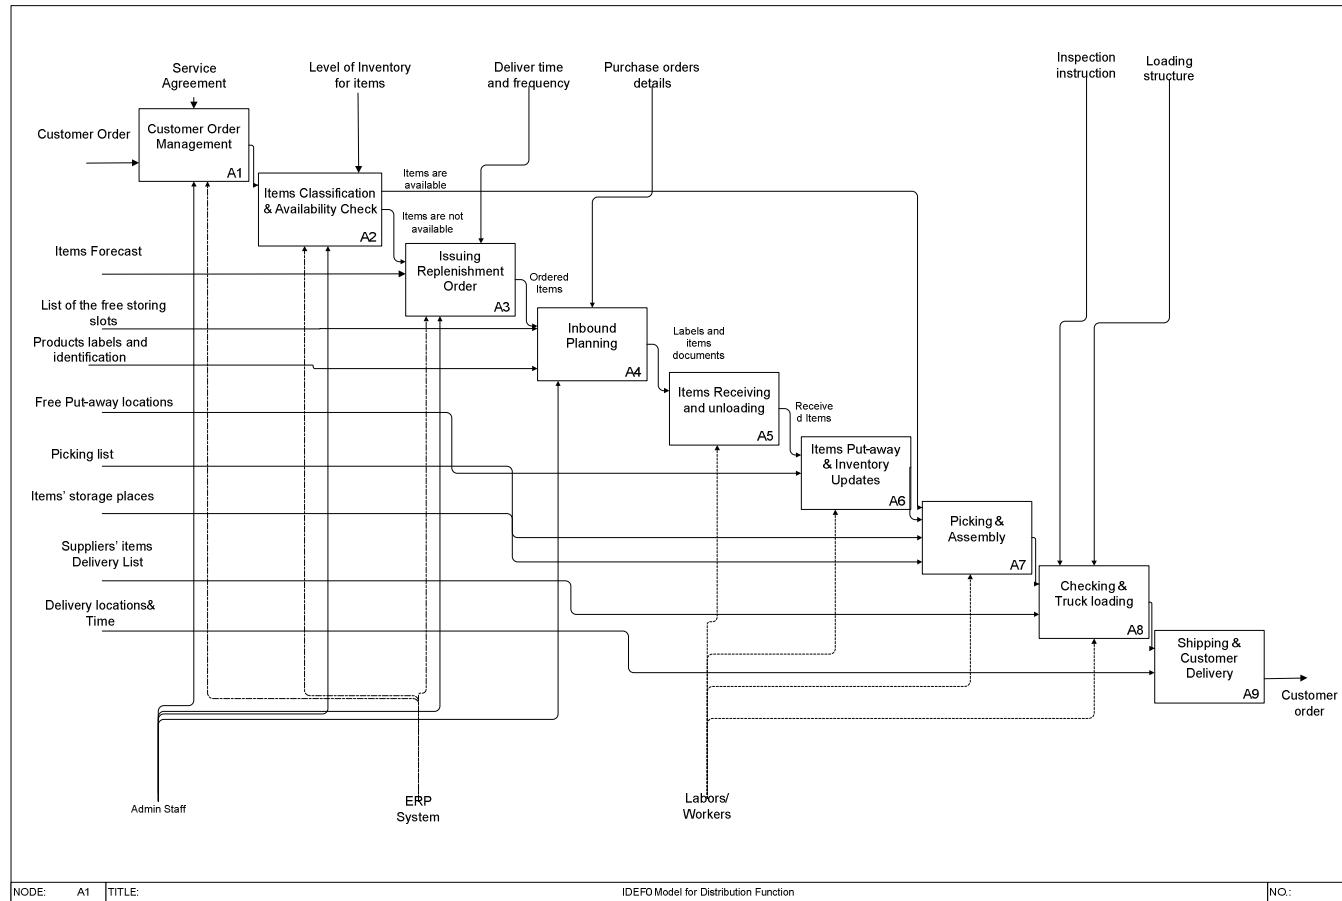 Service
Agreement
Level of Inventory
for items
Deliver time
and frequency
Purchase orders
details
Inspection
instruction
Loading
structure
Customer Order
Customer Order
Management
A1
Items Classification
& Availability Check
A2
Items are
available
Items are not
available
Items Forecast
Issuing
Replenishment
Order
A3
Ordered
Items
List of the free storing
slots
Inbound
Planning
A4
Products labels and
identification
Labels and
items
documents
Items Receiving
and unloading
A5
Free Put-away locations
Receive
d Items
Items Put-away
& Inventory
Updates
A6
Picking list
Items’ storage places
Picking &
Assembly
A7
Suppliers’ items
Delivery List
Checking &
Truck loading
A8
Delivery locations&
Time
Shipping &
Customer
Delivery
A9
Customer
order
Admin Staff
ERP
System
Labors/
Workers
NODE: A1 TITLE: IDEF0 Model for Distribution Function NO.: